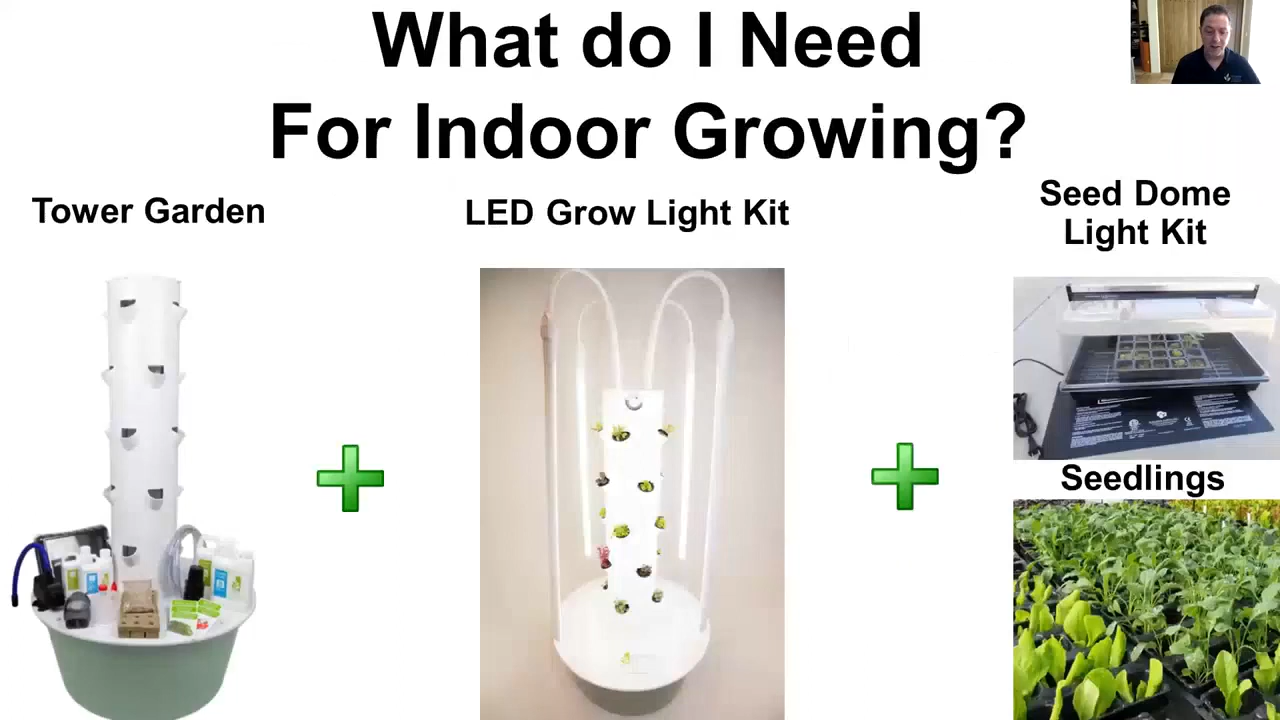 What do I Need
For Indoor Growing?
Tower Garden
LED Grow Light Kit
Seed Dome
Light Kit
Seedlings